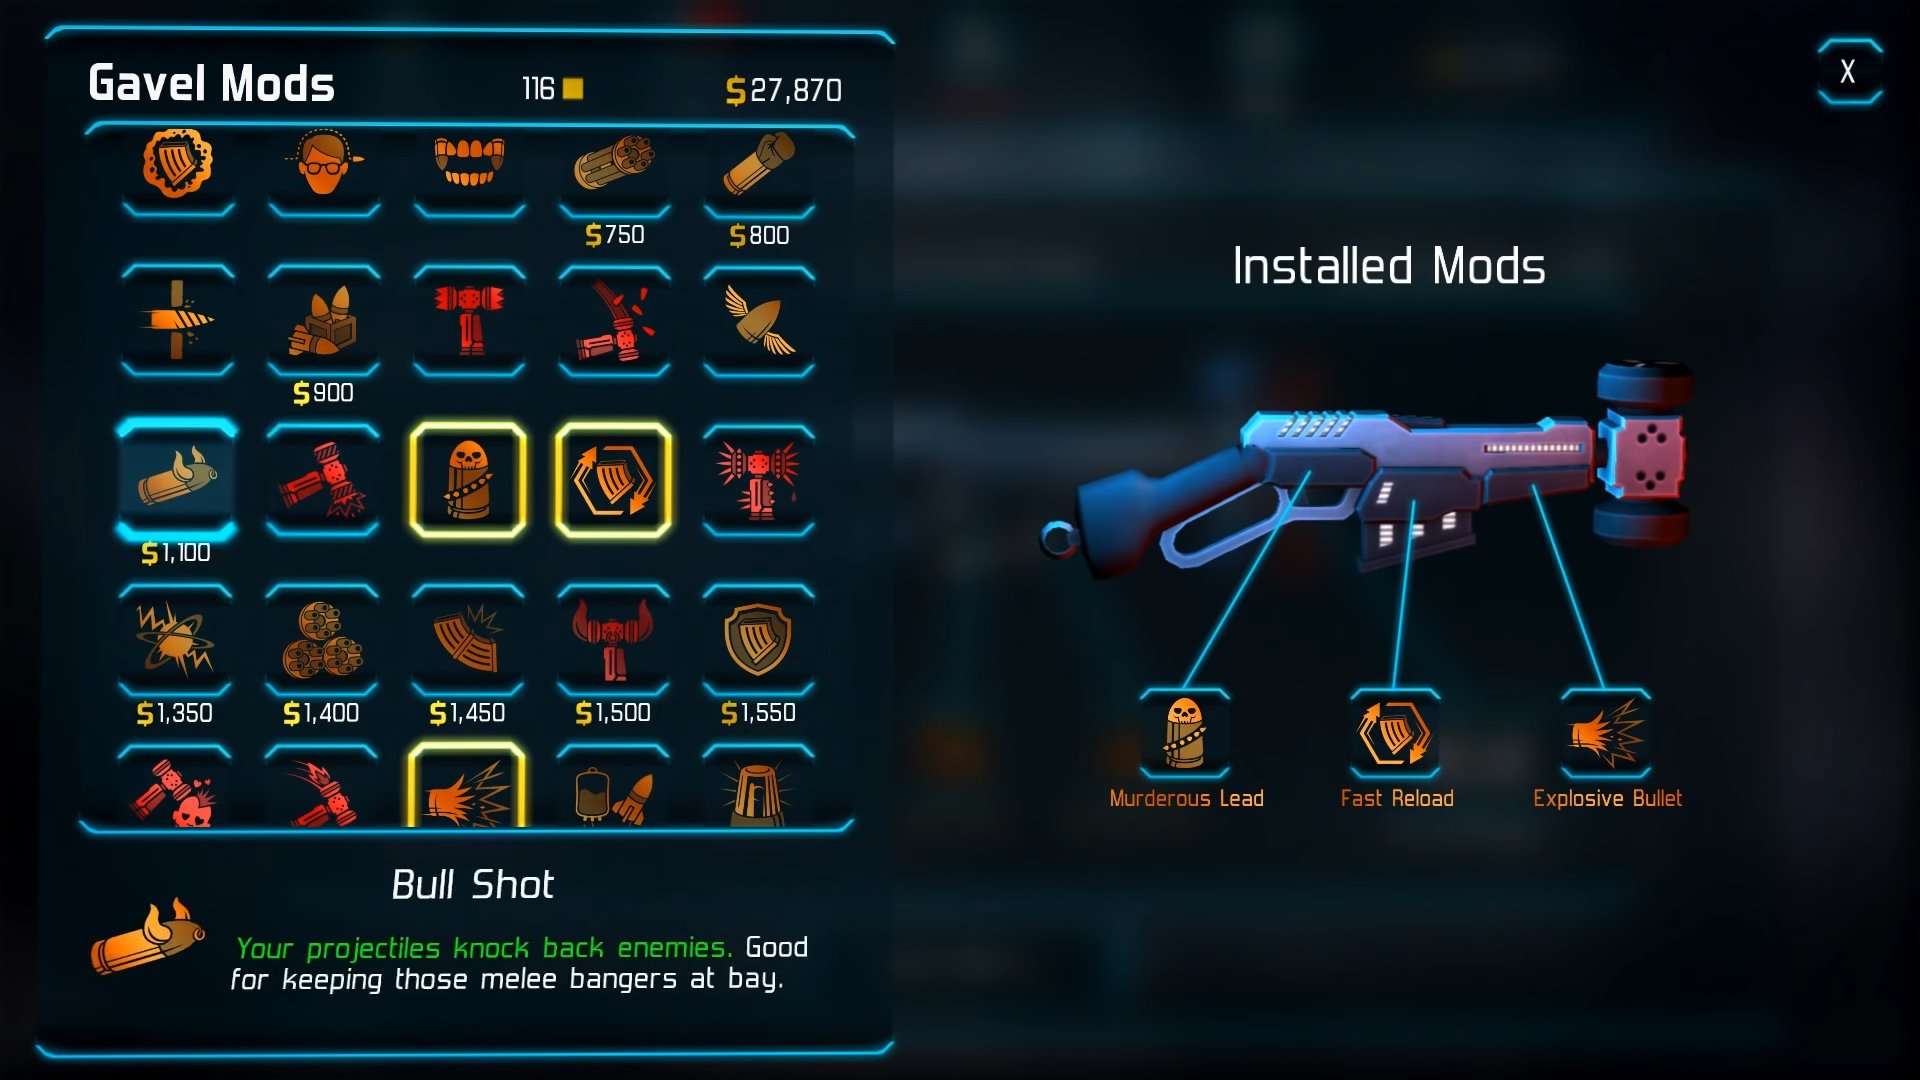 Gavel Mods
116
$27,870
X
$750
$800
$900
$1,100
$1,350
$1,400
$1,450
$1,500
$1,550
Bull Shot
Your projectiles knock back enemies. Good
for keeping those melee bangers at bay.
Installed Mods
Murderous Lead
Fast Reload
Explosive Bullet